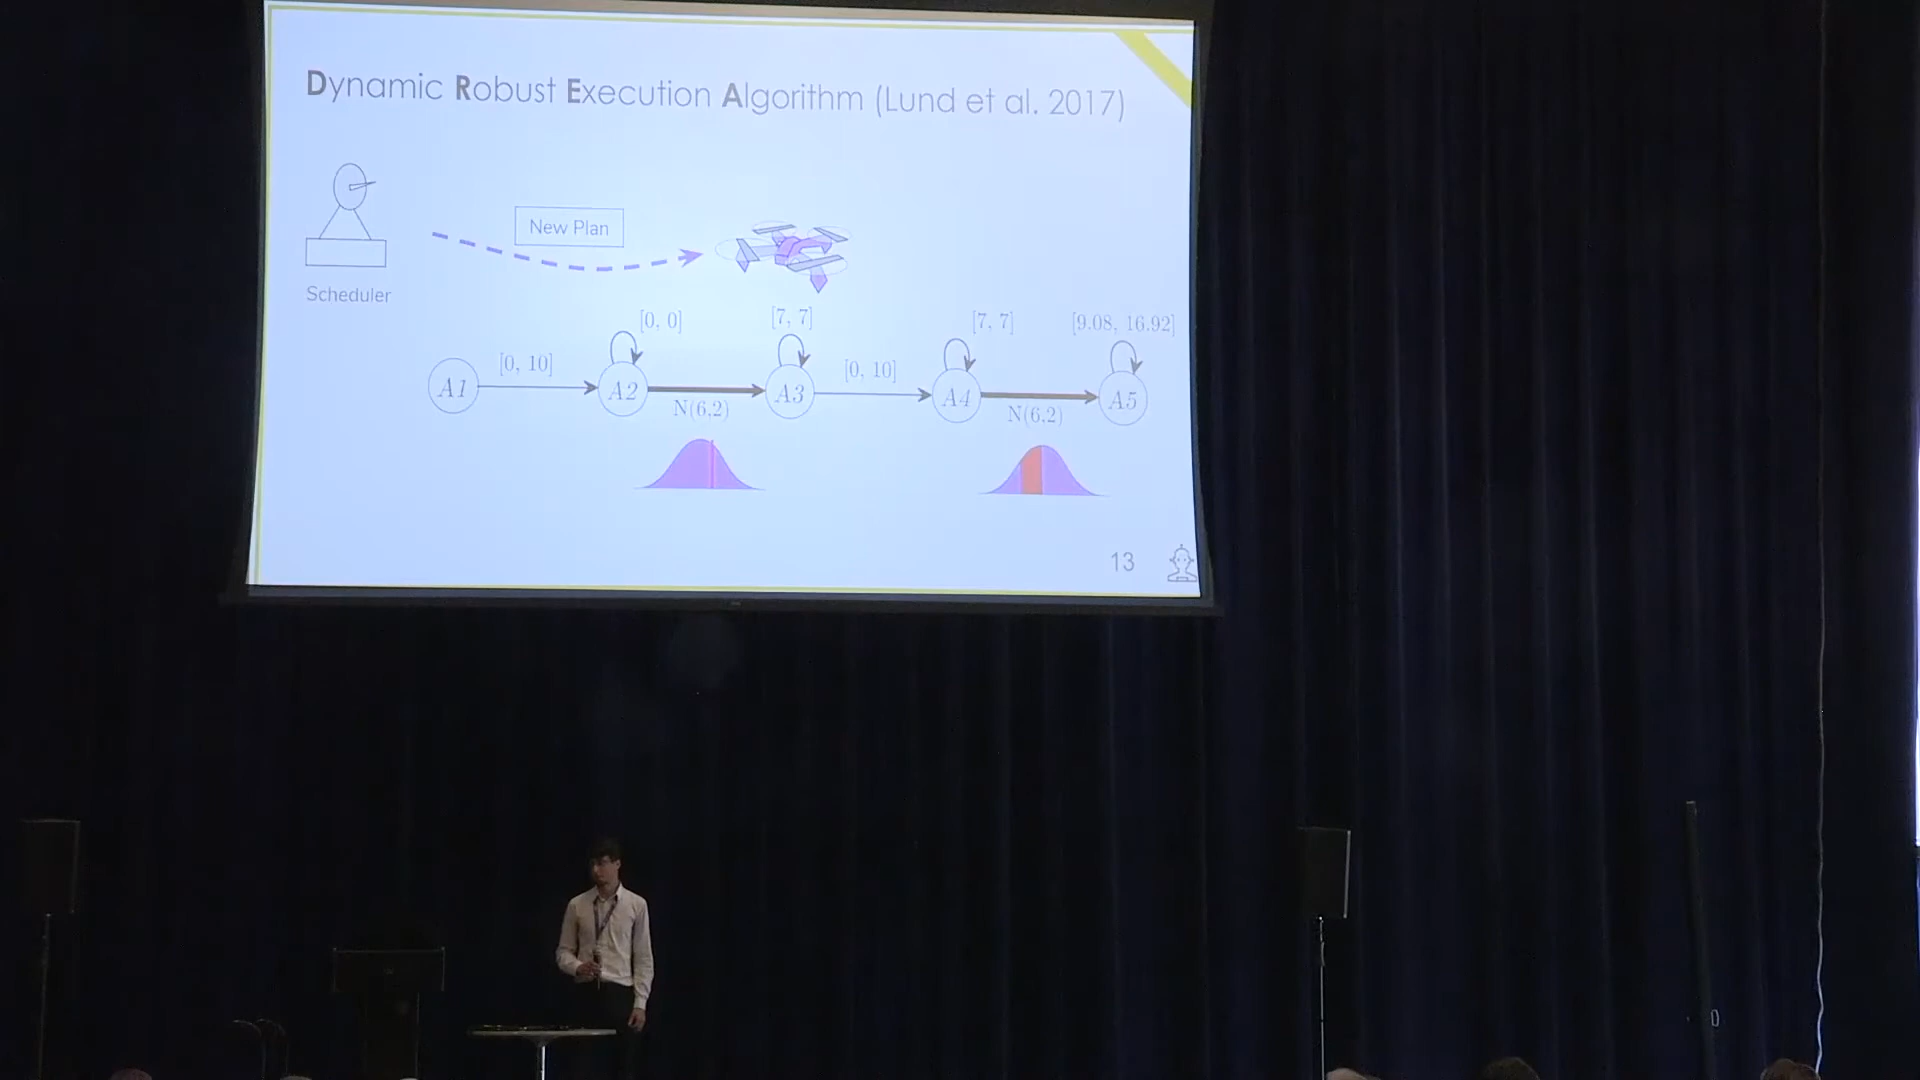 Dynamic Robust Execution Algorithm (Lund et al. 2017)
New Plan
Scheduler
[0, 0]
[7, 7]
[7, 7]
[9.08, 16.92]
[0, 10]
[0, 10]
A1
A2
A3
A4
A5
N(6,2)
N(6,2)
13